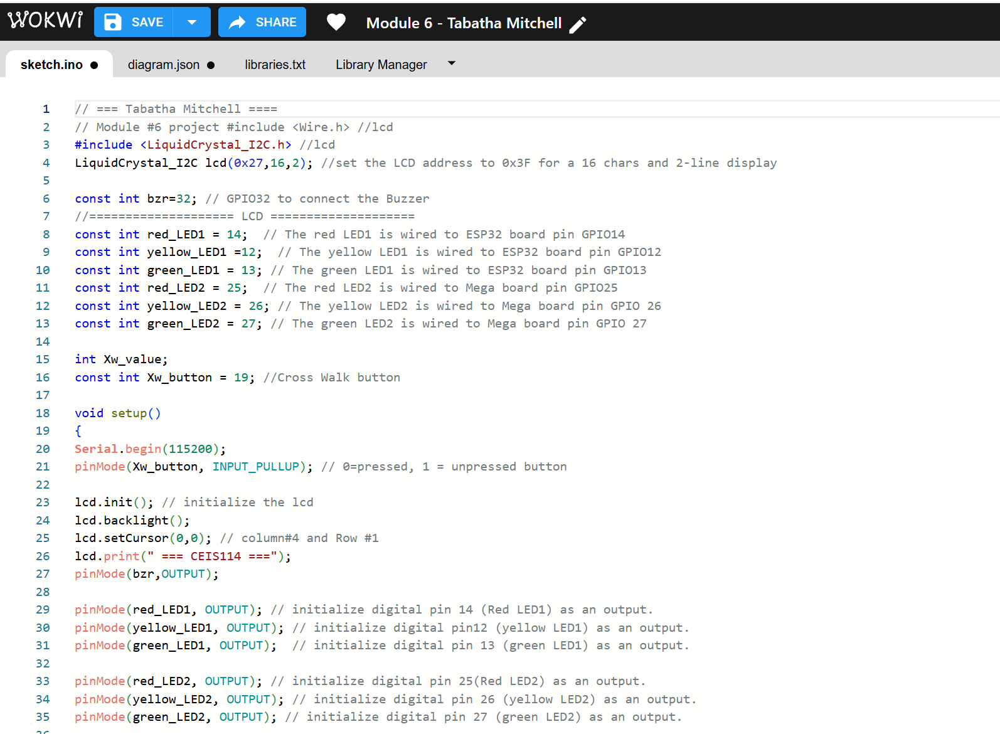 WOKWI SAVE SHARE Module 6 - Tabatha Mitchell
sketch.ino ● diagram.json ● libraries.txt Library Manager
1 // === Tabatha Mitchell ====
2 // Module #6 project #include <Wire.h> //lcd
3 #include <LiquidCrystal_I2C.h> //lcd
4 LiquidCrystal_I2C lcd(0x27,16,2); //set the LCD address to 0x3F for a 16 chars and 2-line display
5
6 const int bzr=32; // GPIO32 to connect the Buzzer
7 //==================== LCD ====================
8 const int red_LED1 = 14;  // The red LED1 is wired to ESP32 board pin GPIO14
9 const int yellow_LED1 =12;  // The yellow LED1 is wired to ESP32 board pin GPIO12
10 const int green_LED1 = 13; // The green LED1 is wired to ESP32 board pin GPIO13
11 const int red_LED2 = 25;  // The red LED2 is wired to Mega board pin GPIO25
12 const int yellow_LED2 = 26; // The yellow LED2 is wired to Mega board pin GPIO 26
13 const int green_LED2 = 27; // The green LED2 is wired to Mega board pin GPIO 27
14
15 int Xw_value;
16 const int Xw_button = 19; //Cross Walk button
17
18 void setup()
19 {
20 Serial.begin(115200);
21 pinMode(Xw_button, INPUT_PULLUP); // 0=pressed, 1 = unpressed button
22
23 lcd.init(); // initialize the lcd
24 lcd.backlight();
25 lcd.setCursor(0,0); // column#4 and Row #1
26 lcd.print(" === CEIS114 ===");
27 pinMode(bzr,OUTPUT);
28
29 pinMode(red_LED1, OUTPUT); // initialize digital pin 14 (Red LED1) as an output.
30 pinMode(yellow_LED1, OUTPUT); // initialize digital pin12 (yellow LED1) as an output.
31 pinMode(green_LED1, OUTPUT);  // initialize digital pin 13 (green LED1) as an output.
32
33 pinMode(red_LED2, OUTPUT); // initialize digital pin 25(Red LED2) as an output.
34 pinMode(yellow_LED2, OUTPUT); // initialize digital pin 26 (yellow LED2) as an output.
35 pinMode(green_LED2, OUTPUT); // initialize digital pin 27 (green LED2) as an output.